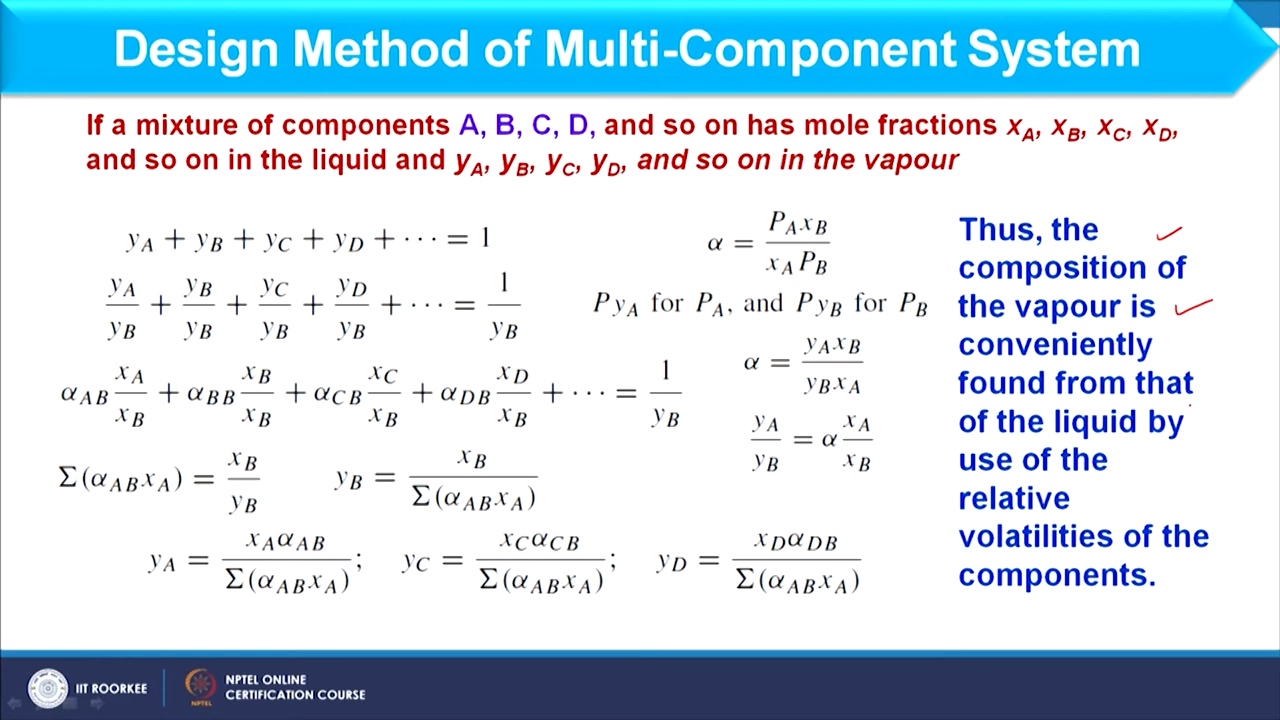 Design Method of Multi-Component System
If a mixture of components A, B, C, D, and so on has mole fractions x_A, x_B, x_C, x_D,
and so on in the liquid and y_A, y_B, y_C, y_D, and so on in the vapour
y_A + y_B + y_C + y_D + ··· = 1
y_A/y_B + y_B/y_B + y_C/y_B + y_D/y_B + ··· = 1/y_B
α_AB x_A/x_B + α_BB x_B/x_B + α_CB x_C/x_B + α_DB x_D/x_B + ··· = 1/y_B
Σ(α_AB x_A) = x_B/y_B    y_B = x_B/Σ(α_AB x_A)
y_A = x_A α_AB/Σ(α_AB x_A);    y_C = x_C α_CB/Σ(α_AB x_A);    y_D = x_D α_DB/Σ(α_AB x_A)
α = P_A x_B/x_A P_B
Py_A for P_A, and Py_B for P_B
α = y_A x_B/y_B x_A
y_A/y_B = α x_A/x_B
Thus, the
composition of
the vapour is
conveniently
found from that
of the liquid by
use of the
relative
volatilities of the
components.
IIT ROORKEE
NPTEL
NPTEL ONLINE
CERTIFICATION COURSE